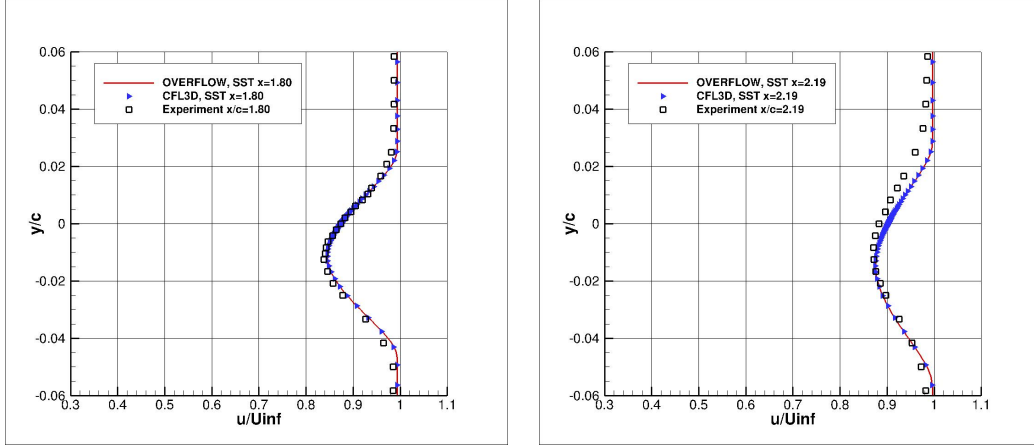 0.06
OVERFLOW, SST x=1.80
CFL3D, SST x=1.80
Experiment x/c=1.80
0.04
0.02
y/c
0
-0.02
-0.04
-0.06
0.3 0.4 0.5 0.6 0.7 0.8 0.9 1 1.1
u/Uinf
0.06
OVERFLOW, SST x=2.19
CFL3D, SST x=2.19
Experiment x/c=2.19
0.04
0.02
y/c
0
-0.02
-0.04
-0.06
0.3 0.4 0.5 0.6 0.7 0.8 0.9 1 1.1
u/Uinf